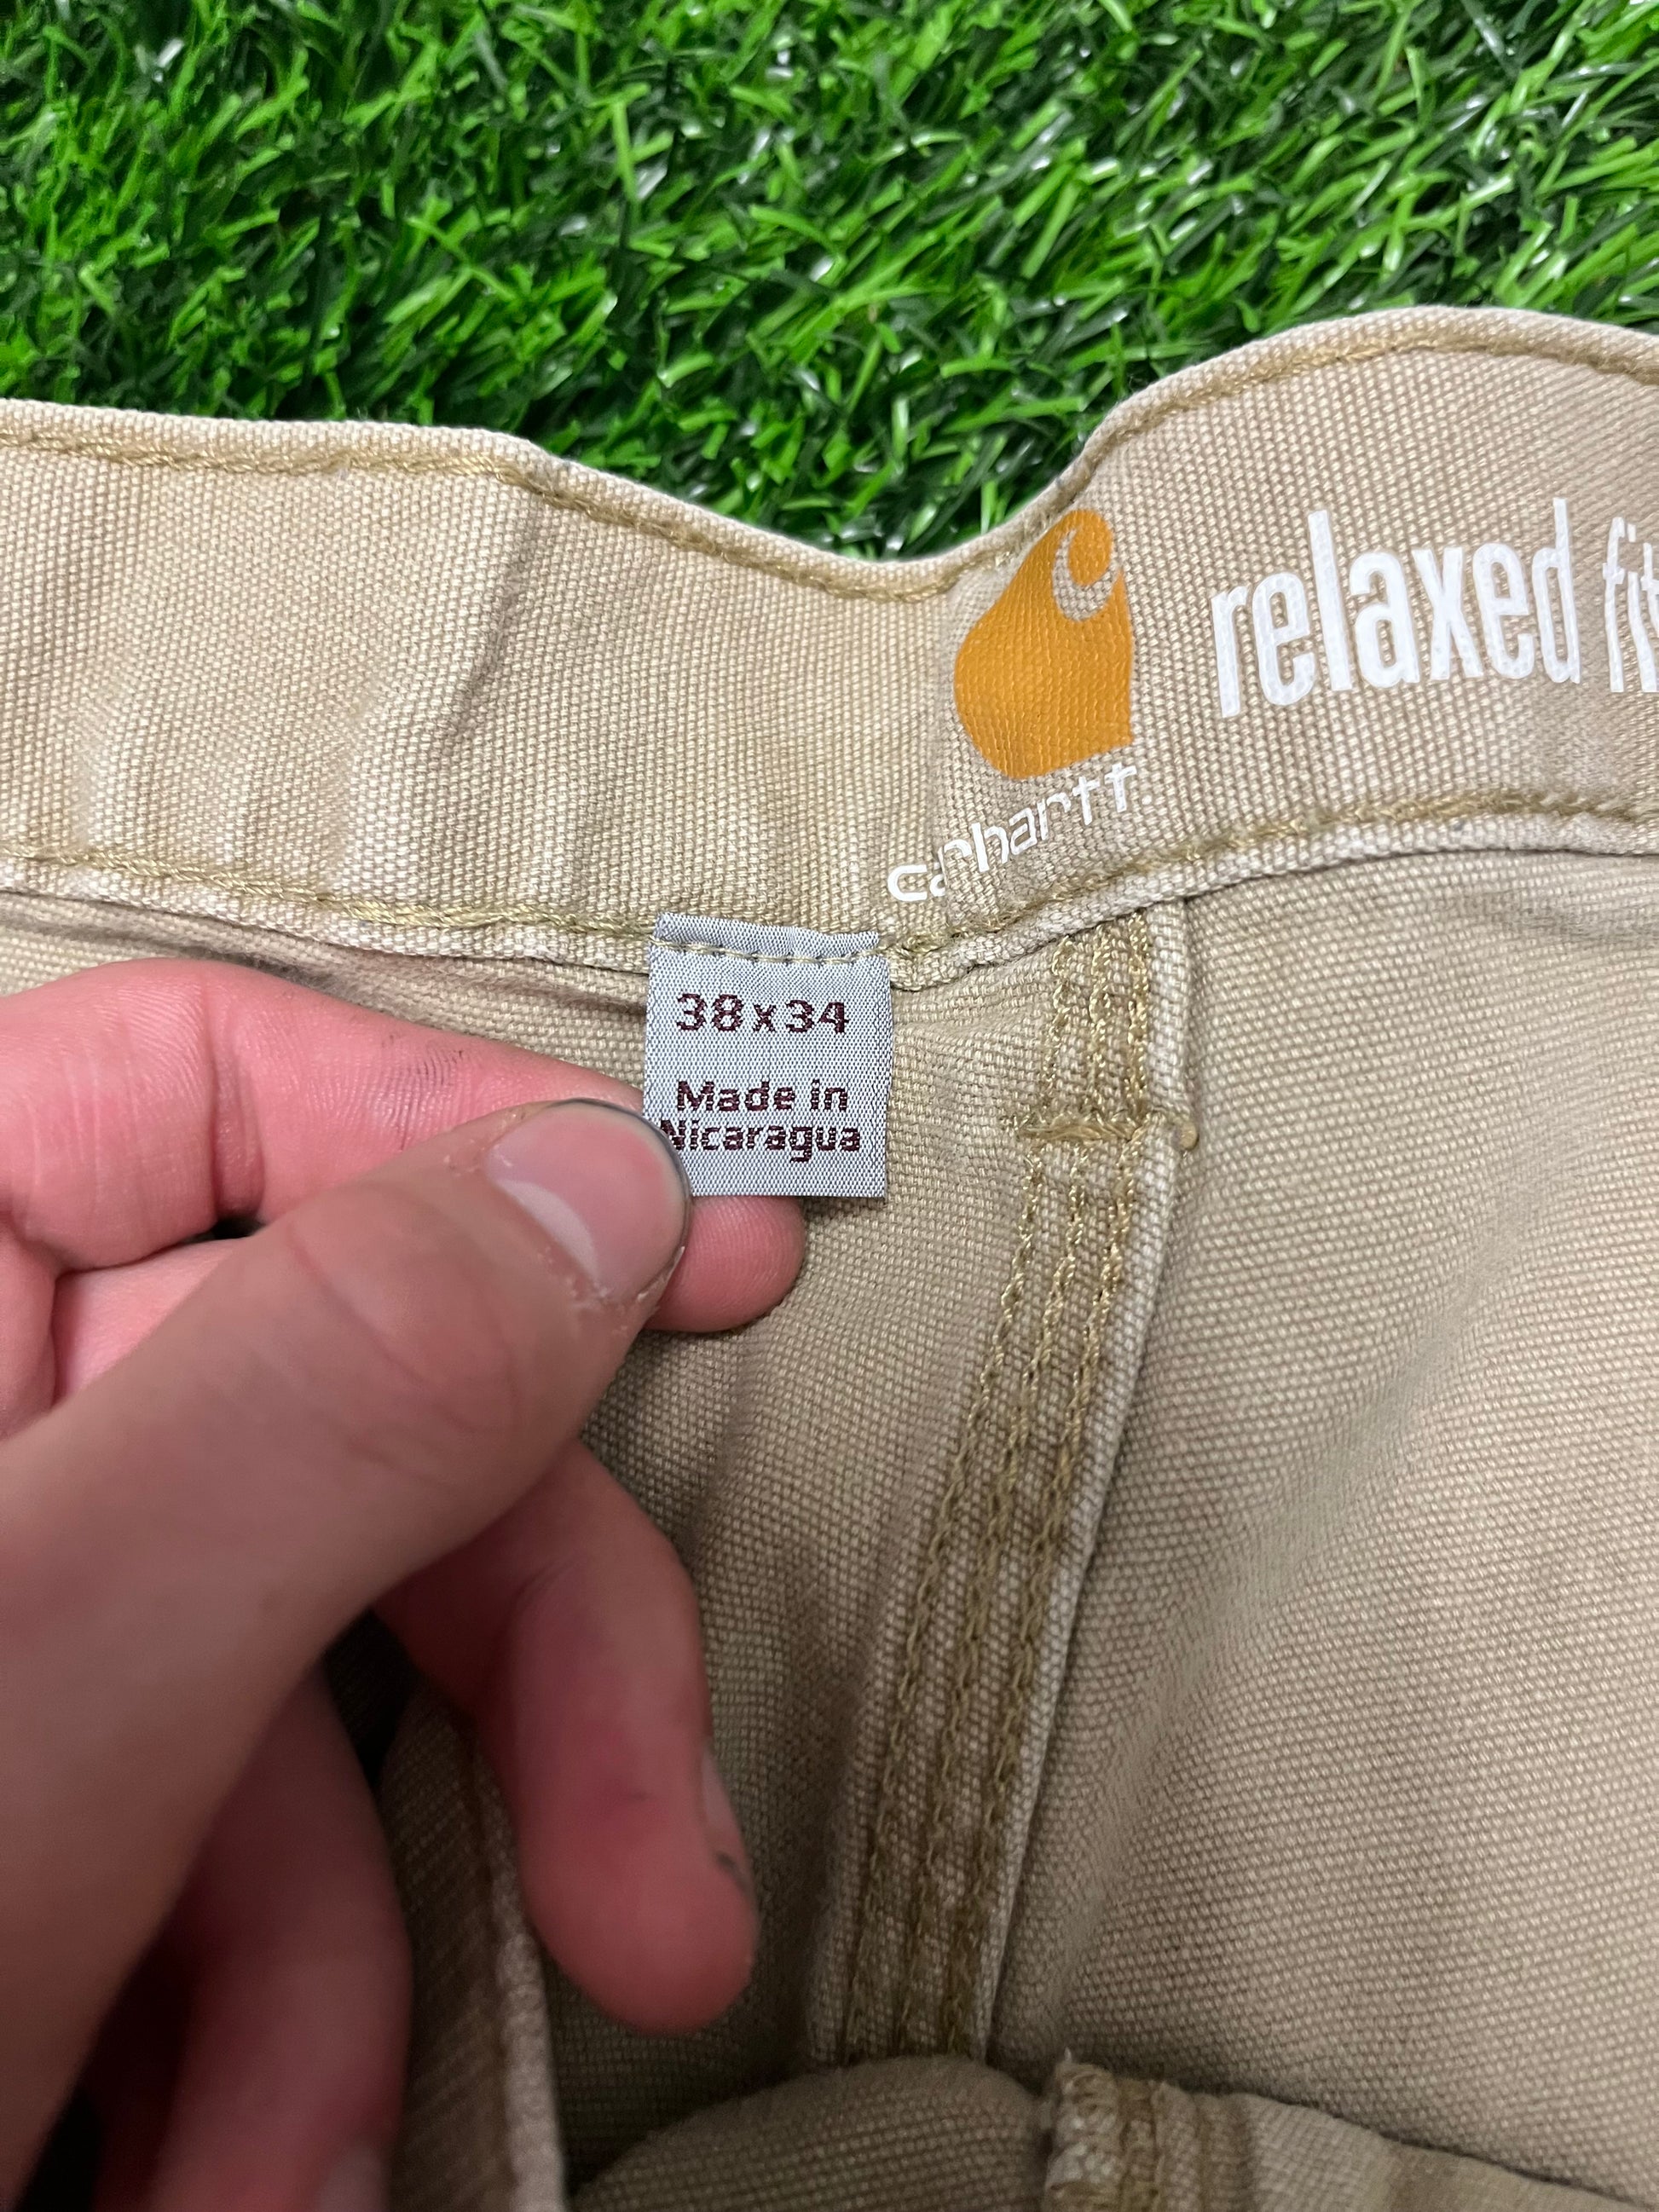 relaxed fit
carhartt
38x34
Made in
Nicaragua